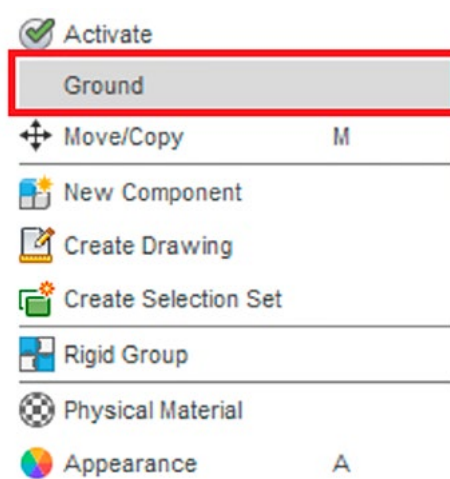 Activate
Ground
Move/Copy M
New Component
Create Drawing
Create Selection Set
Rigid Group
Physical Material
Appearance A